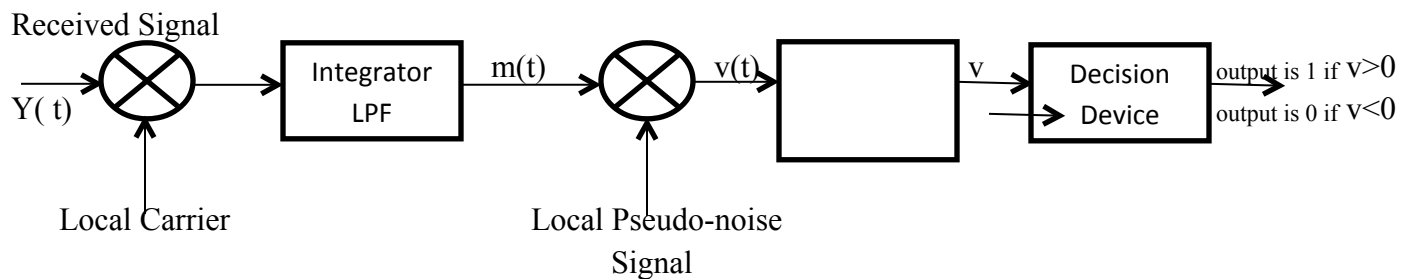 Received Signal
Y( t)
Local Carrier
Integrator
LPF
m(t)
Local Pseudo-noise
Signal
v(t)
v
Decision
Device
output is 1 if v>0
output is 0 if v<0